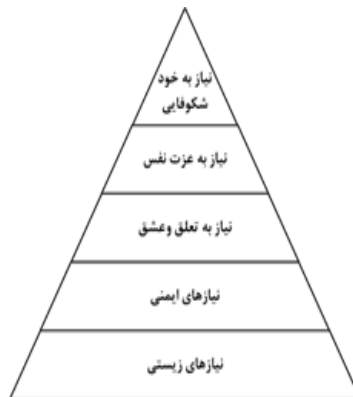 نیاز به خود
شکوفایی
نیاز به عزت نفس
نیاز به تعلق وعشق
نیازهای ایمنی
نیازهای زیستی